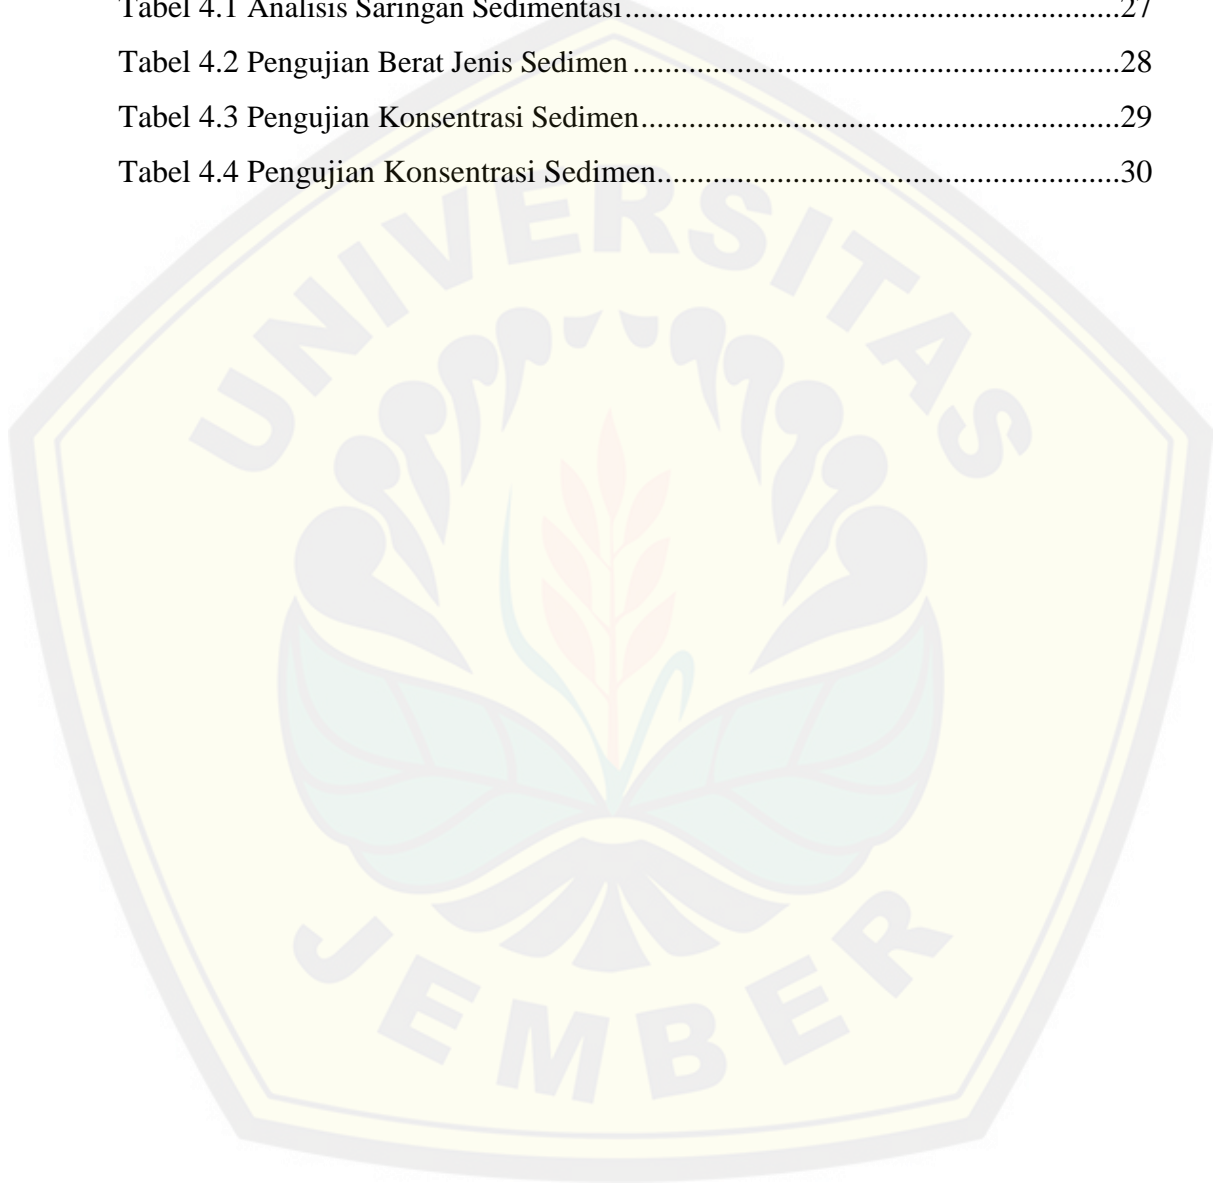 Tabel 4.1 Analisis Saringan Sedimentasi..............................................................27
Tabel 4.2 Pengujian Berat Jenis Sedimen.............................................................28
Tabel 4.3 Pengujian Konsentrasi Sedimen............................................................29
Tabel 4.4 Pengujian Konsentrasi Sedimen..........................................................30
UNIVERSITAS
JEMBER